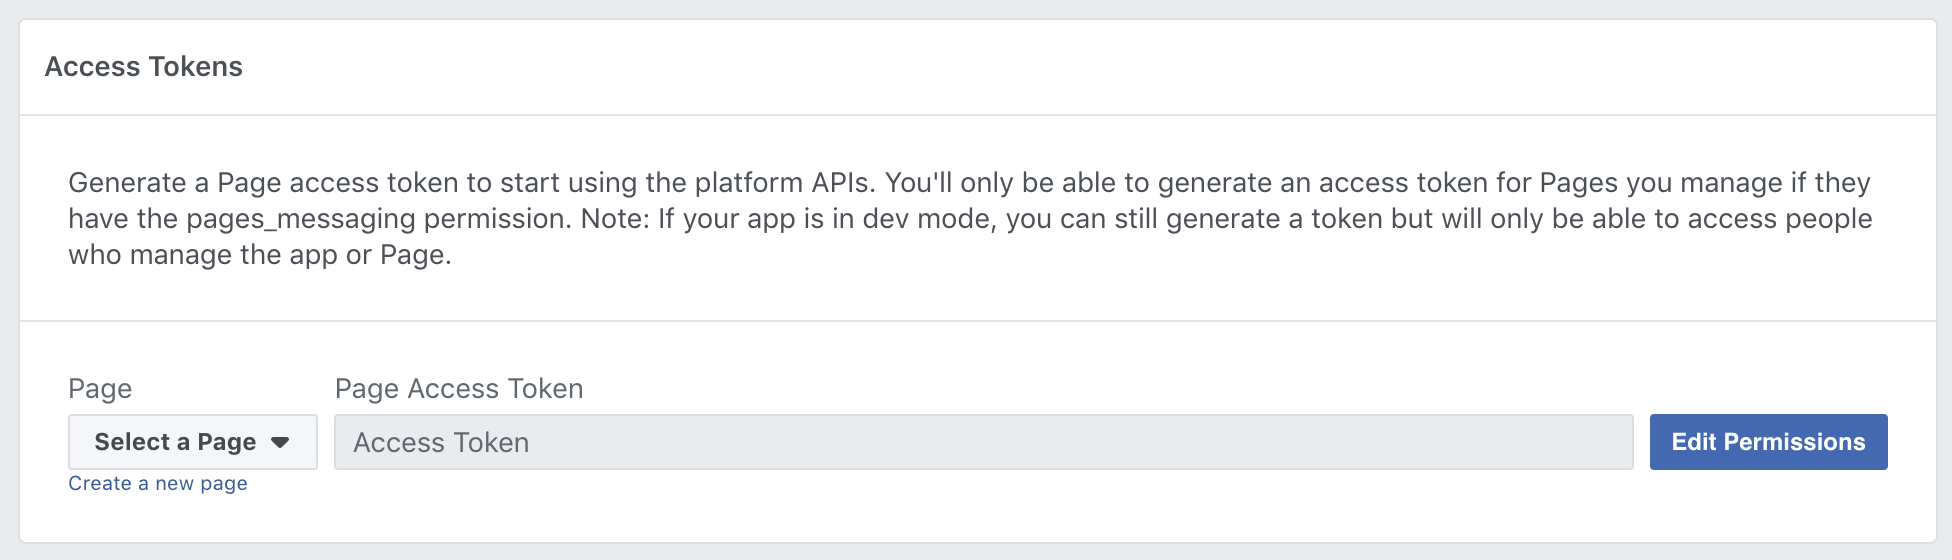 Access Tokens
Generate a Page access token to start using the platform APIs. You'll only be able to generate an access token for Pages you manage if they
have the pages_messaging permission. Note: If your app is in dev mode, you can still generate a token but will only be able to access people
who manage the app or Page.
Page
Page Access Token
Select a Page
Access Token
Edit Permissions
Create a new page